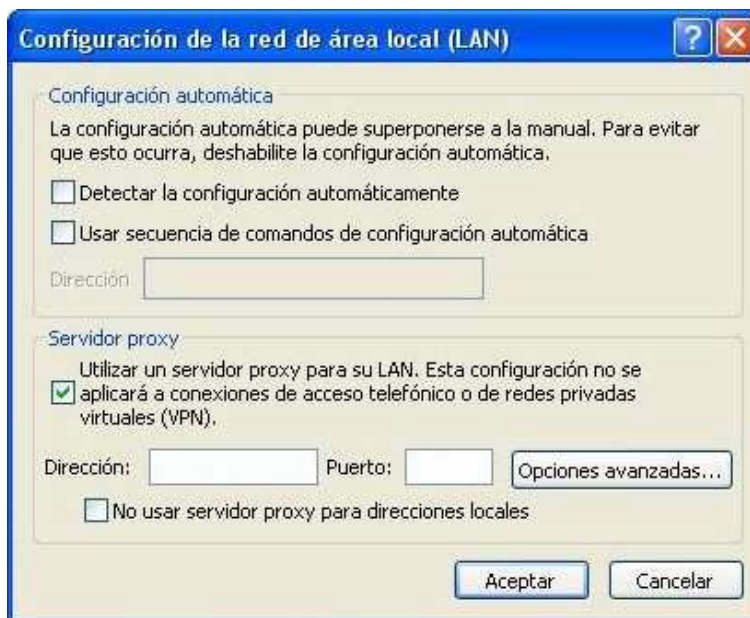 Configuración de la red de área local (LAN)
Configuración automática
La configuración automática puede superponerse a la manual. Para evitar
que esto ocurra, deshabilite la configuración automática.
Detectar la configuración automáticamente
Usar secuencia de comandos de configuración automática
Dirección
Servidor proxy
Utilizar un servidor proxy para su LAN. Esta configuración no se
aplicará a conexiones de acceso telefónico o de redes privadas
virtuales (VPN).
Dirección: Puerto: Opciones avanzadas...
No usar servidor proxy para direcciones locales
Aceptar Cancelar